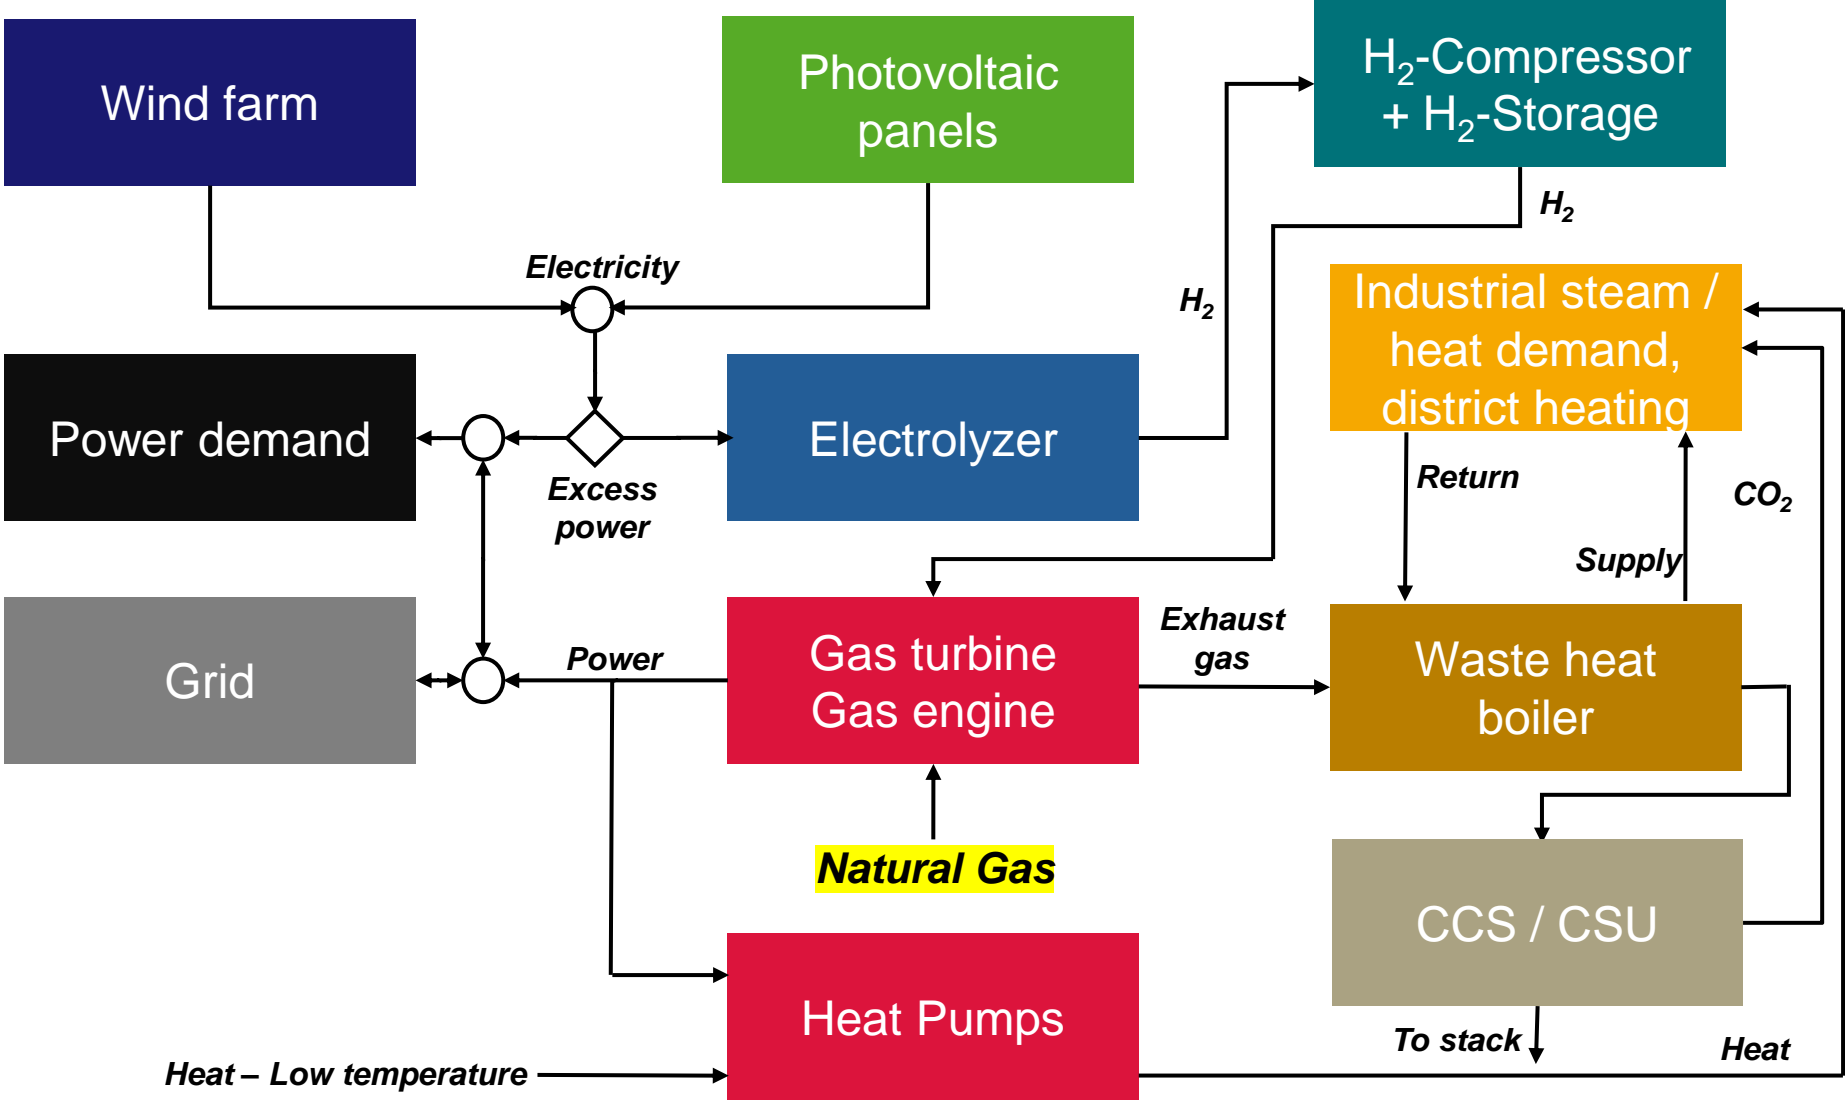 Wind farm
Photovoltaic
panels
H₂-Compressor
+ H₂-Storage
H₂
Electricity
H₂
Industrial steam /
heat demand,
district heating
Power demand
Electrolyzer
Excess
power
Return
CO₂
Supply
Grid
Power
Gas turbine
Gas engine
Exhaust
gas
Waste heat
boiler
Natural Gas
CCS / CSU
Heat Pumps
To stack
Heat
Heat – Low temperature